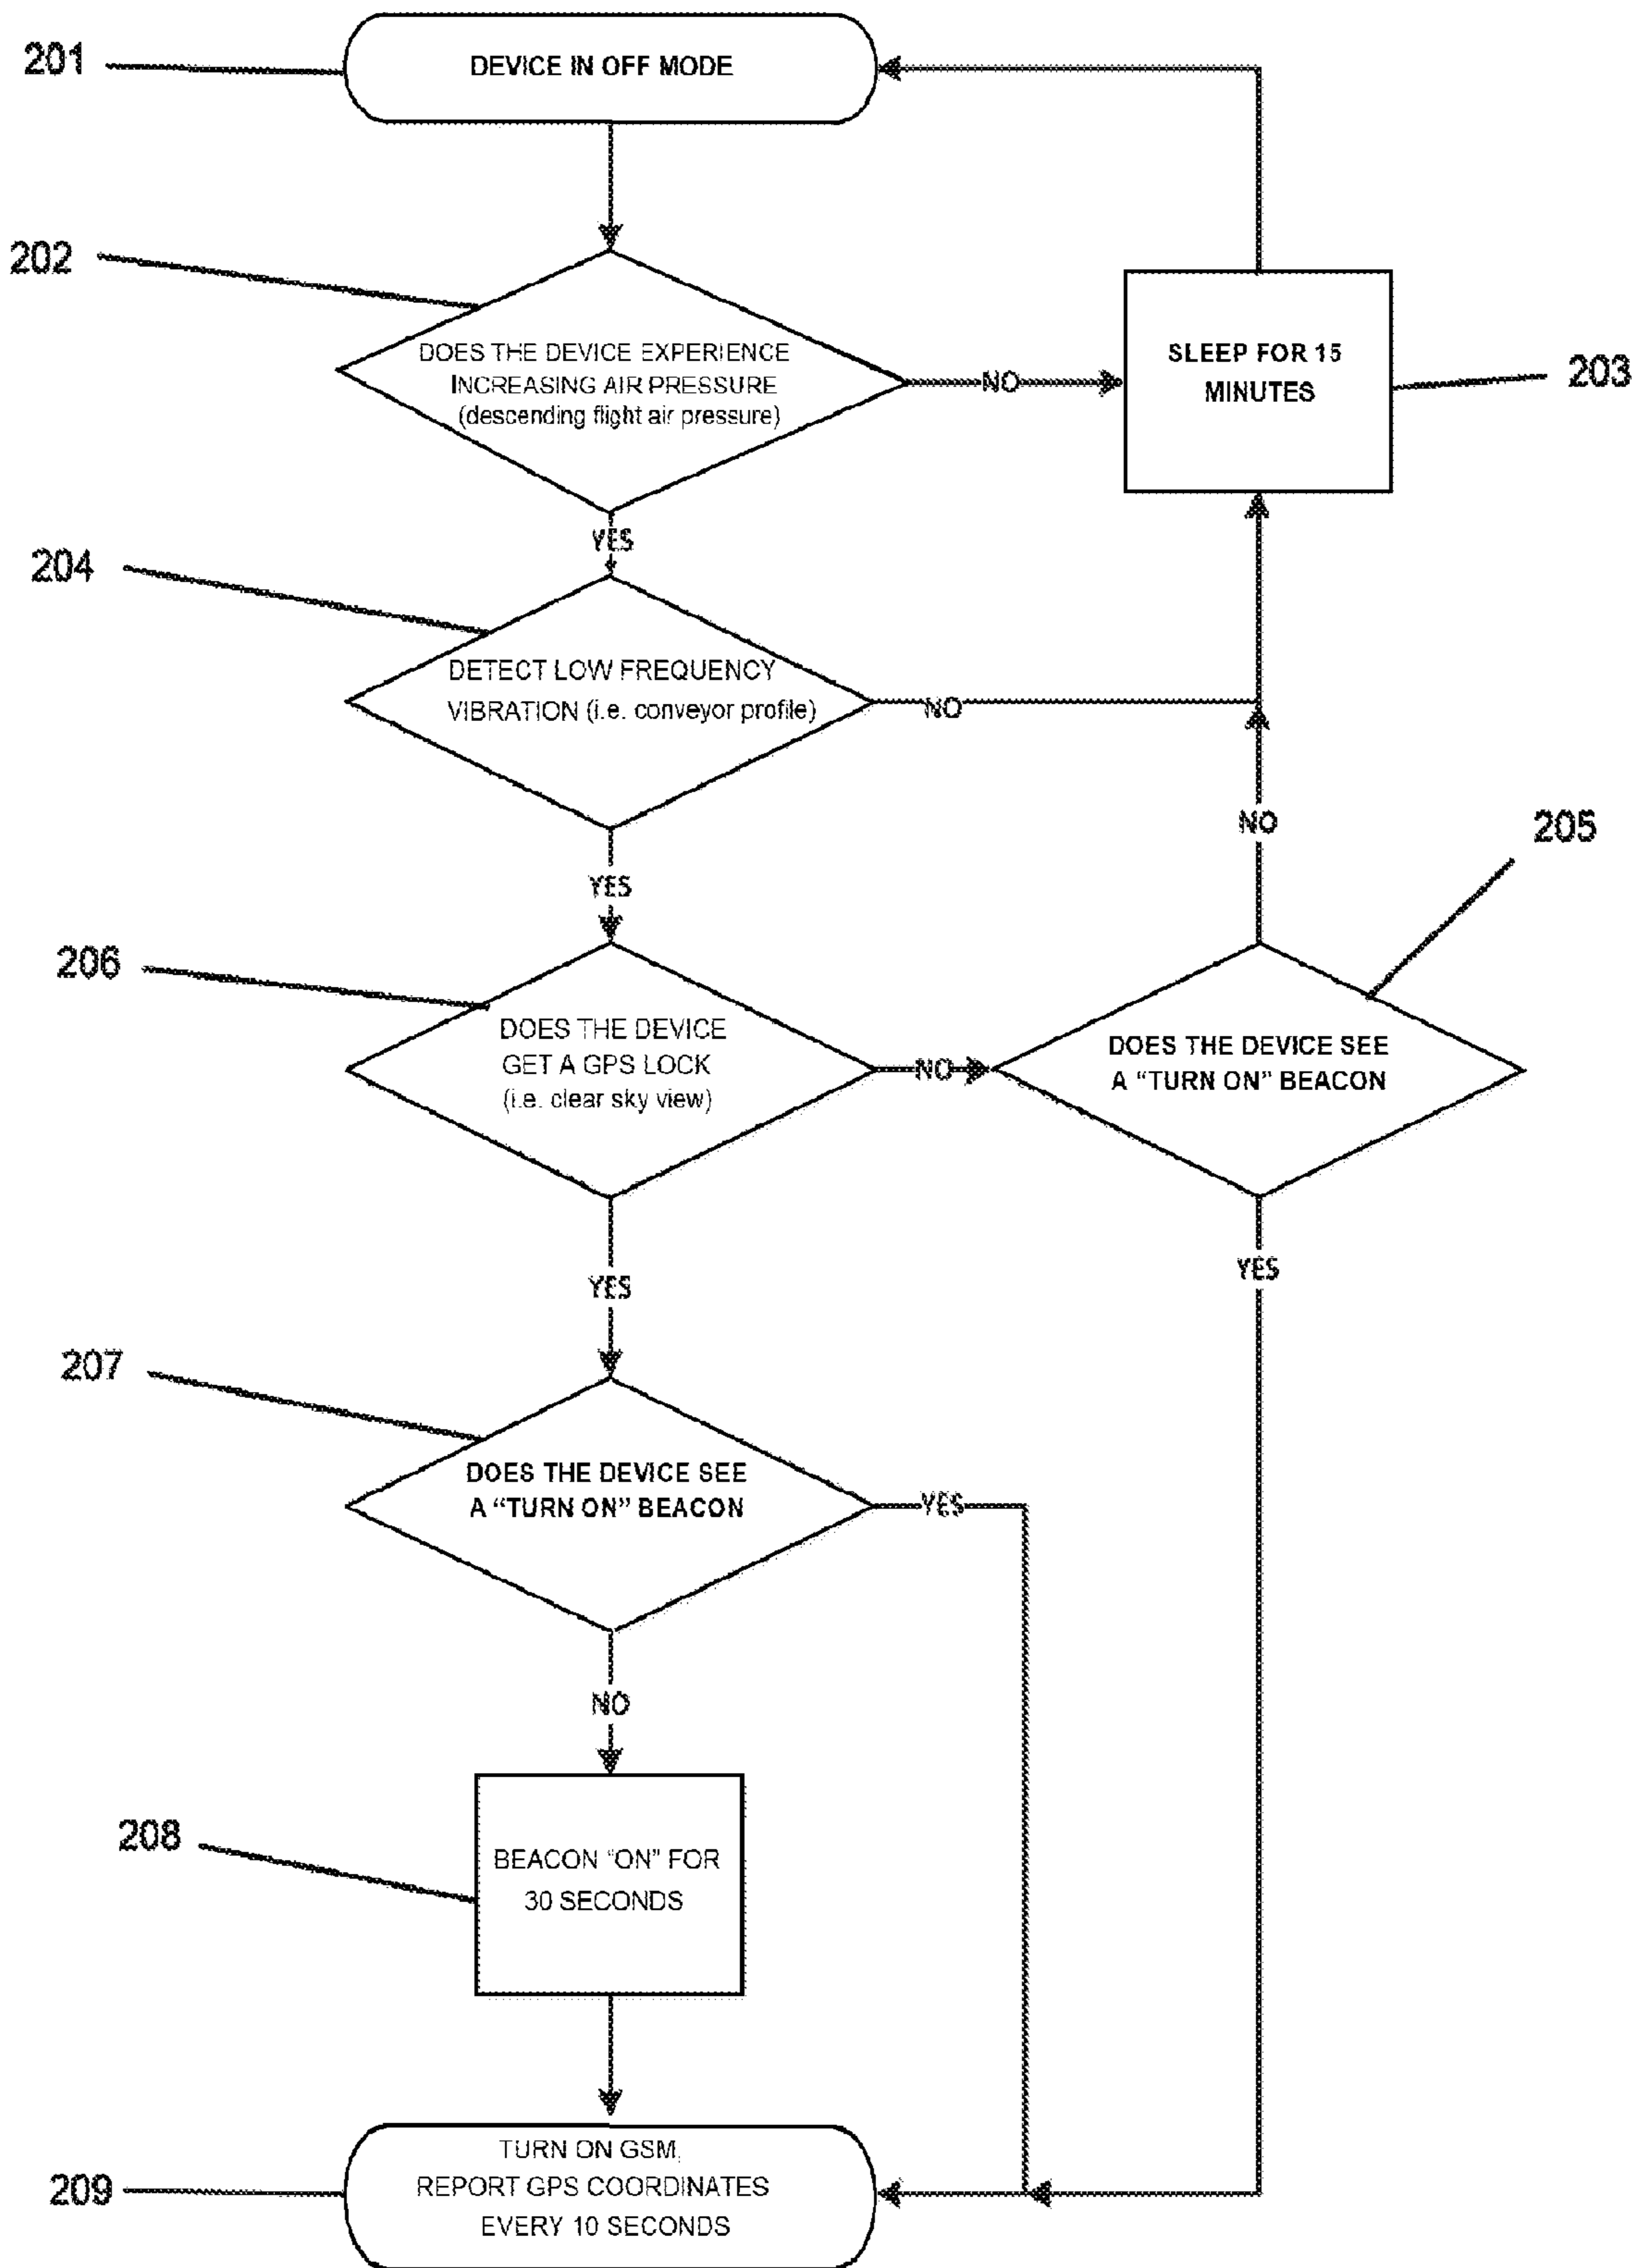 201
DEVICE IN OFF MODE
202
DOES THE DEVICE EXPERIENCE
INCREASING AIR PRESSURE
(descending flight air pressure)
NO
SLEEP FOR 15
MINUTES
203
YES
204
DETECT LOW FREQUENCY
VIBRATION (i.e. conveyor profile)
NO
NO
205
YES
206
DOES THE DEVICE
GET A GPS LOCK
(i.e. clear sky view)
NO
DOES THE DEVICE SEE
A “TURN ON” BEACON
YES
YES
207
DOES THE DEVICE SEE
A “TURN ON” BEACON
YES
NO
208
BEACON “ON” FOR
30 SECONDS
209
TURN ON GSM,
REPORT GPS COORDINATES
EVERY 10 SECONDS